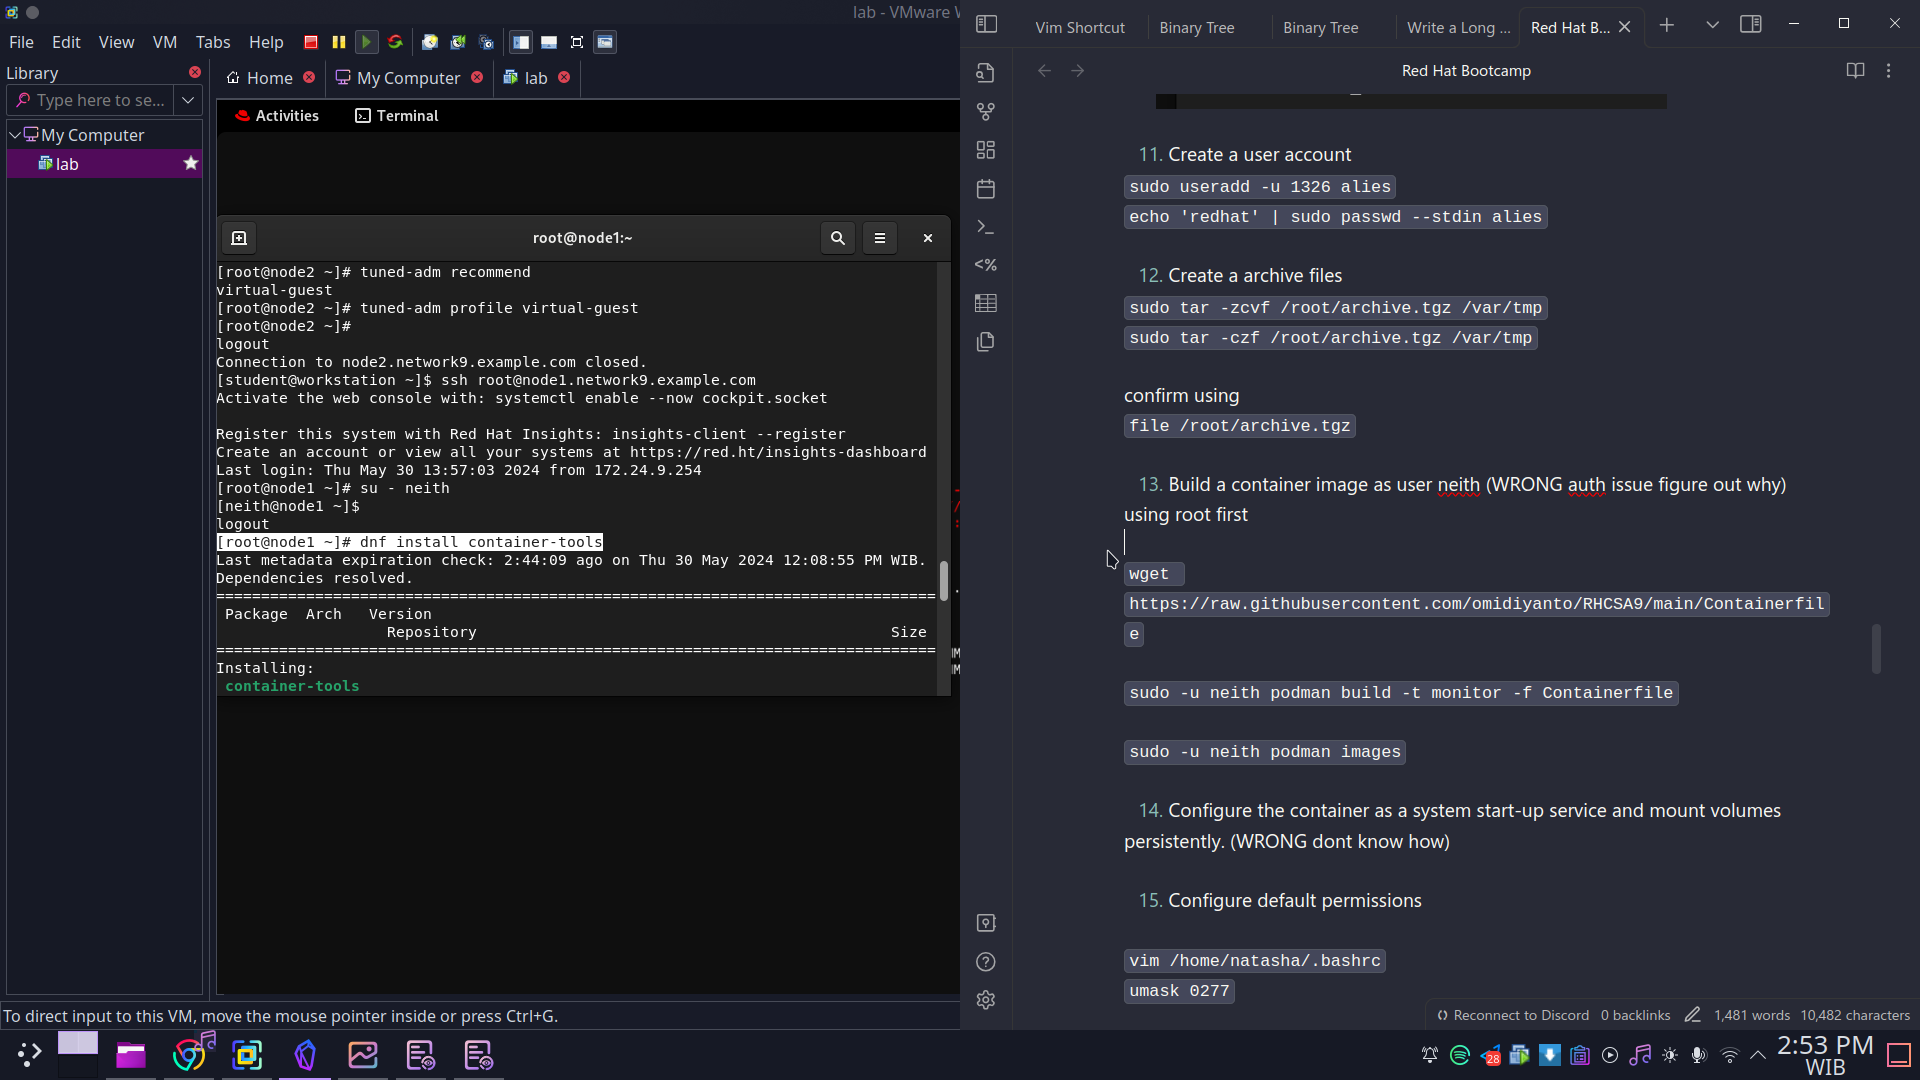 lab - VMware W
File Edit View VM Tabs Help
Library
Type here to se...
My Computer
lab
Home
My Computer
lab
Activities
Terminal
root@node1:~
[root@node2 ~]# tuned-adm recommend
virtual-guest
[root@node2 ~]# tuned-adm profile virtual-guest
[root@node2 ~]#
logout
Connection to node2.network9.example.com closed.
[student@workstation ~]$ ssh root@node1.network9.example.com
Activate the web console with: systemctl enable --now cockpit.socket
Register this system with Red Hat Insights: insights-client --register
Create an account or view all your systems at https://red.ht/insights-dashboard
Last login: Thu May 30 13:57:03 2024 from 172.24.9.254
[root@node1 ~]# su - neith
[neith@node1 ~]$
logout
[root@node1 ~]# dnf install container-tools
Last metadata expiration check: 2:44:09 ago on Thu 30 May 2024 12:08:55 PM WIB.
Dependencies resolved.
================================================================================
Package Arch Version
Repository Size
================================================================================
Installing:
container-tools
To direct input to this VM, move the mouse pointer inside or press Ctrl+G.
Vim Shortcut
Binary Tree
Binary Tree
Write a Long ...
Red Hat B...
Red Hat Bootcamp
11. Create a user account
sudo useradd -u 1326 alies
echo 'redhat' | sudo passwd --stdin alies
12. Create a archive files
sudo tar -zcvf /root/archive.tgz /var/tmp
sudo tar -czf /root/archive.tgz /var/tmp
confirm using
file /root/archive.tgz
13. Build a container image as user neith (WRONG auth issue figure out why)
using root first
wget
https://raw.githubusercontent.com/omidiyanto/RHCSA9/main/Containerfil
e
sudo -u neith podman build -t monitor -f Containerfile
sudo -u neith podman images
14. Configure the container as a system start-up service and mount volumes
persistently. (WRONG dont know how)
15. Configure default permissions
vim /home/natasha/.bashrc
umask 0277
Reconnect to Discord 0 backlinks 1,481 words 10,482 characters
28
2:53 PM
WIB